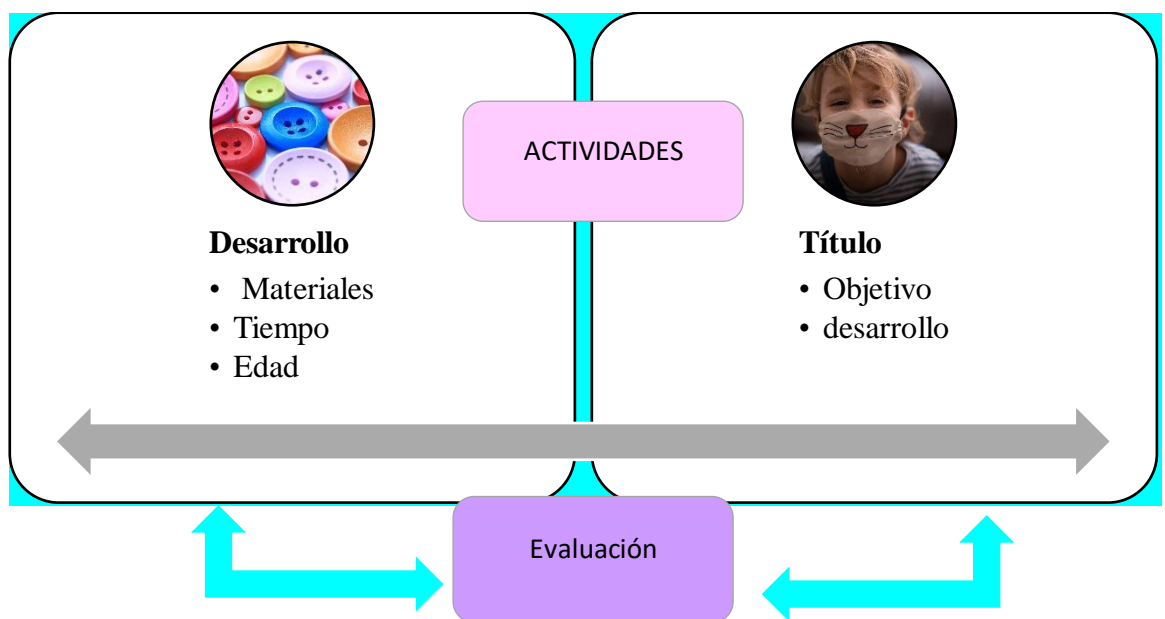 ACTIVIDADES
Desarrollo
• Materiales
• Tiempo
• Edad
Título
• Objetivo
• desarrollo
Evaluación